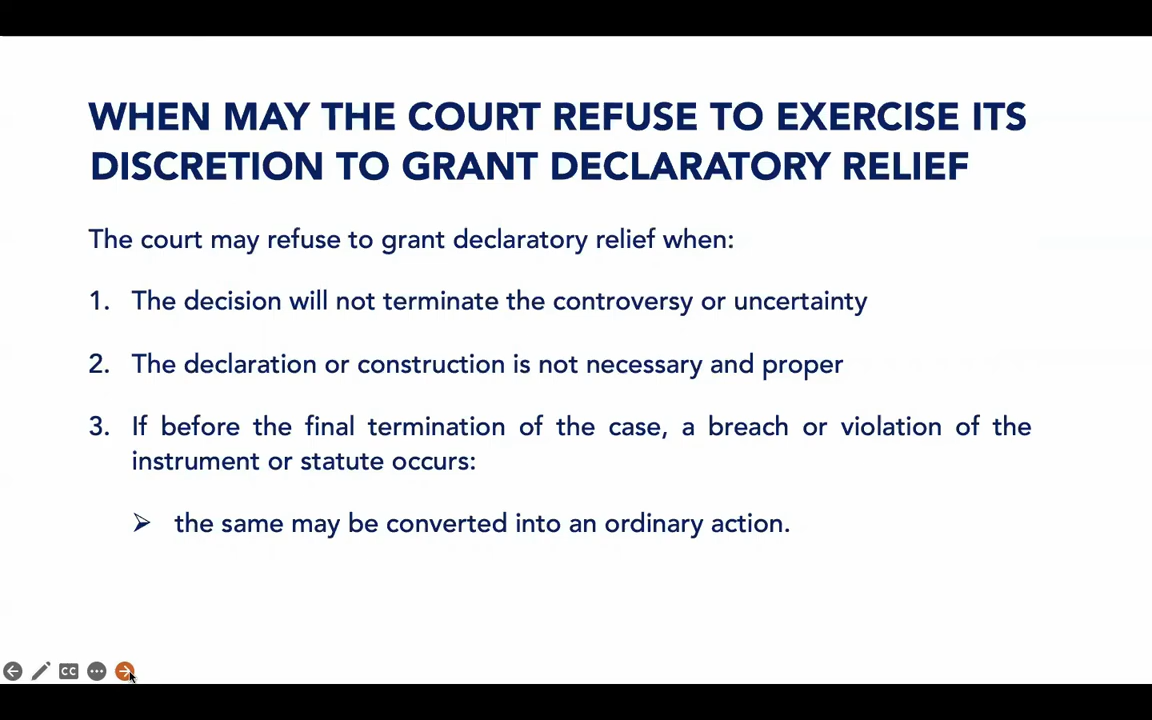 WHEN MAY THE COURT REFUSE TO EXERCISE ITS
DISCRETION TO GRANT DECLARATORY RELIEF
The court may refuse to grant declaratory relief when:
1. The decision will not terminate the controversy or uncertainty
2. The declaration or construction is not necessary and proper
3. If before the final termination of the case, a breach or violation of the
instrument or statute occurs:
➢ the same may be converted into an ordinary action.
CC